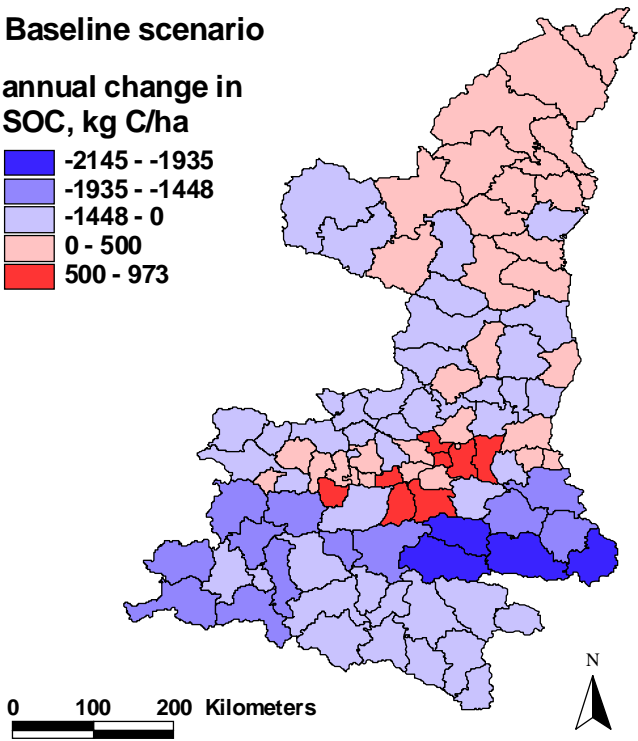 Baseline scenario
annual change in
SOC, kg C/ha
-2145 - -1935
-1935 - -1448
-1448 - 0
0 - 500
500 - 973
N
0 100 200 Kilometers